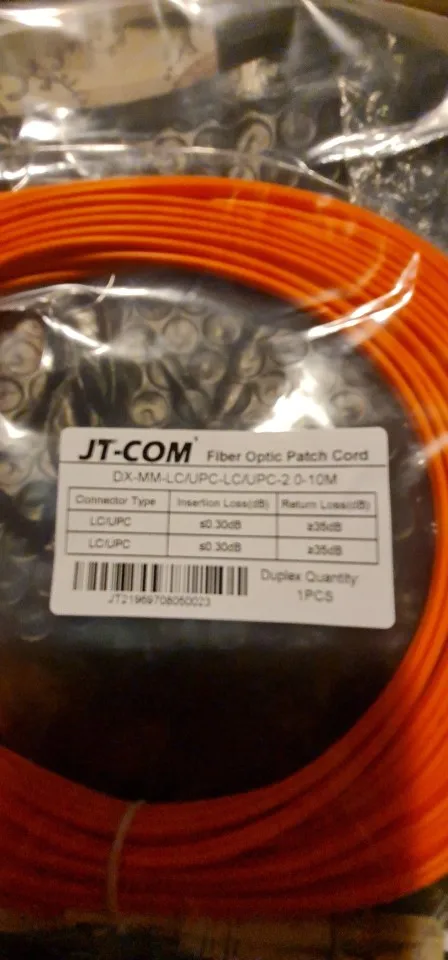 JT-COM Fiber Optic Patch Cord
DX-MM-LC/UPC-LC/UPC-2.0-10M
Connector Type Insertion Loss(dB) Return Loss(dB)
LC/UPC ≤0.30dB ≥35dB
LC/UPC ≤0.30dB ≥35dB
Duplex Quantity:
1PCS
JT21969708050023